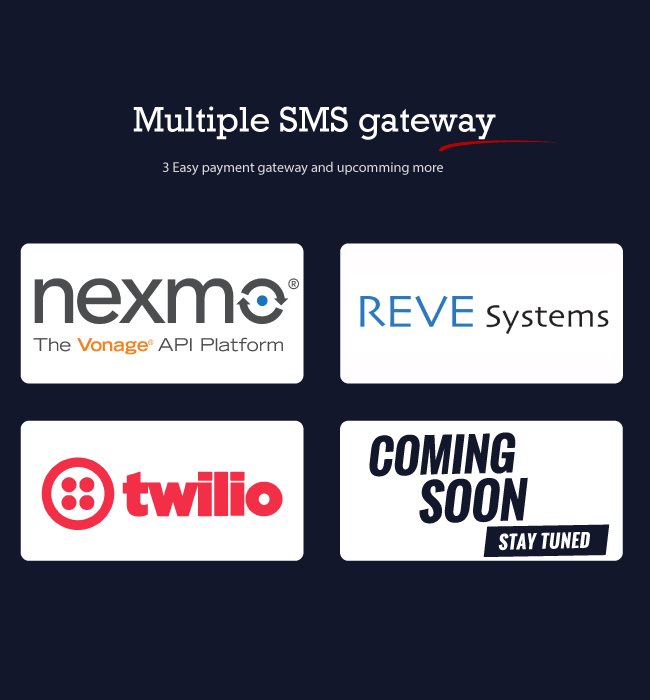 Multiple SMS gateway
3 Easy payment gateway and upcomming more
nexmo®
The Vonage® API Platform
REVE Systems
twilio
COMING
SOON
STAY TUNED